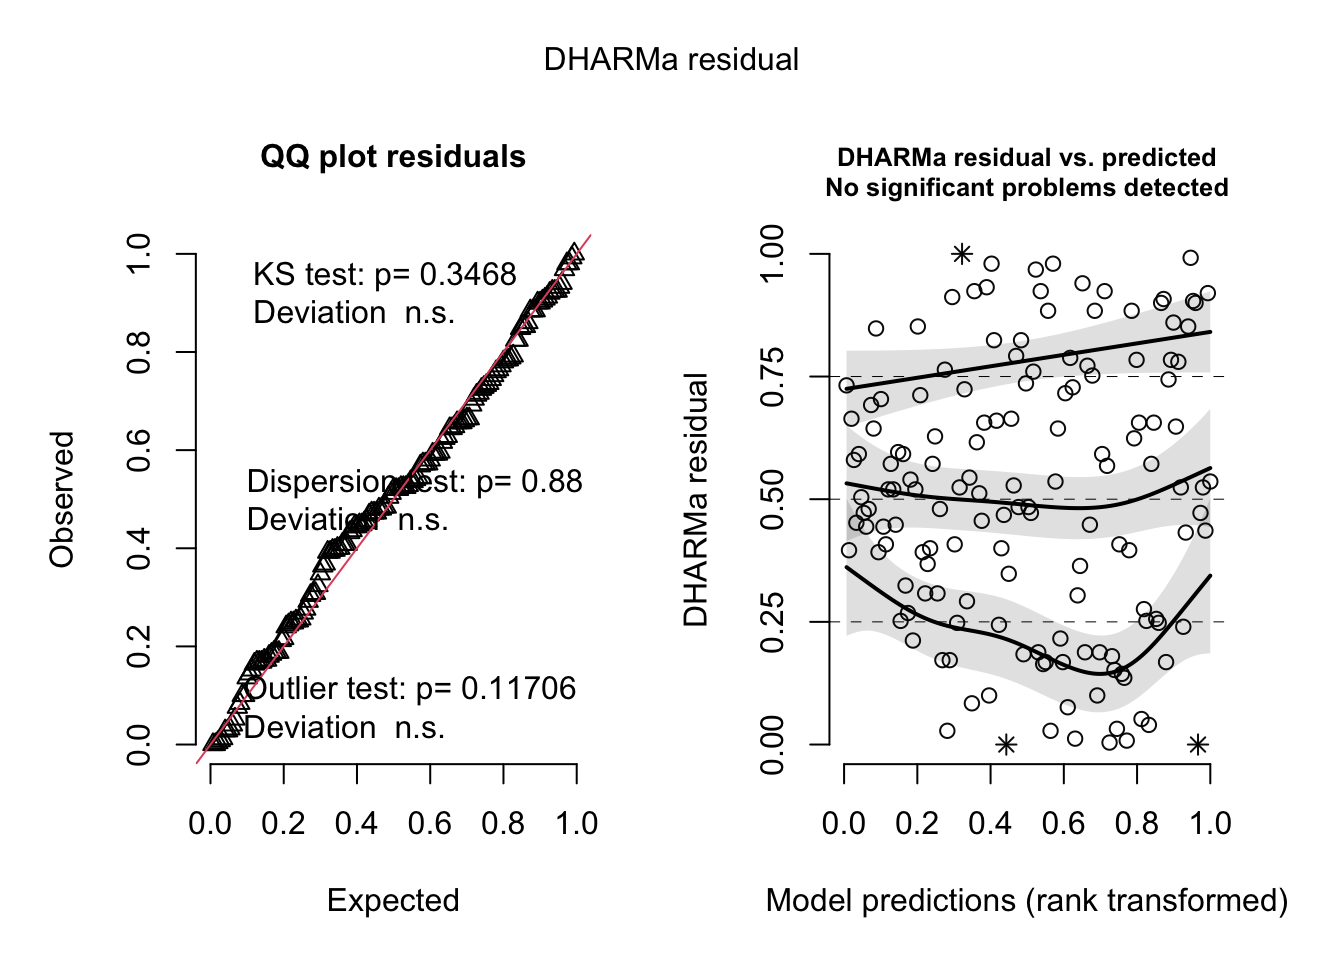 DHARMa residual
QQ plot residuals
KS test: p= 0.3468
Deviation  n.s.
Dispersion test: p= 0.88
Deviation  n.s.
Outlier test: p= 0.11706
Deviation  n.s.
Observed
1.0
0.8
0.6
0.4
0.2
0.0
0.0 0.2 0.4 0.6 0.8 1.0
Expected
DHARMa residual vs. predicted
No significant problems detected
DHARMa residual
1.00
0.75
0.50
0.25
0.00
0.0 0.2 0.4 0.6 0.8 1.0
Model predictions (rank transformed)